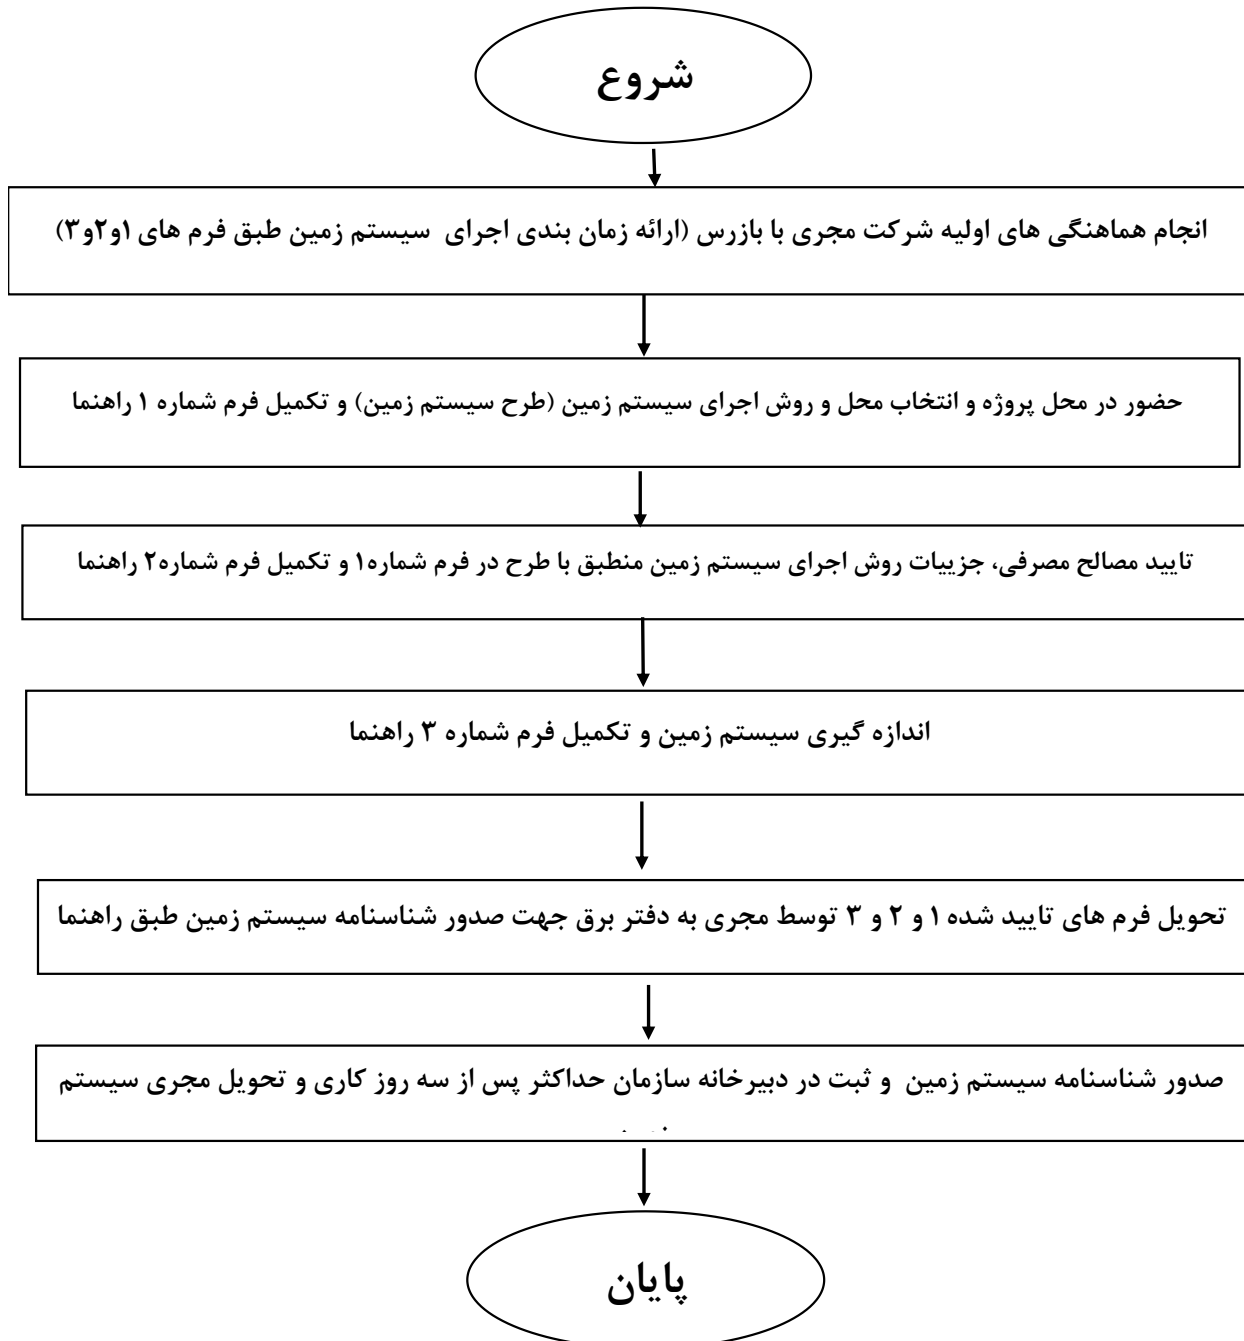 شروع
انجام هماهنگی های اولیه شرکت مجری با بازرس (ارائه زمان بندی اجرای سیستم زمین طبق فرم های ۱و۲و۳)
حضور در محل پروژه و انتخاب محل و روش اجرای سیستم زمین (طرح سیستم زمین) و تکمیل فرم شماره ۱ راهنما
تایید مصالح مصرفی، جزییات روش اجرای سیستم زمین منطبق با طرح در فرم شماره۱ و تکمیل فرم شماره۲ راهنما
اندازه گیری سیستم زمین و تکمیل فرم شماره ۳ راهنما
تحویل فرم های تایید شده ۱ و ۲ و ۳ توسط مجری به دفتر برق جهت صدور شناسنامه سیستم زمین طبق راهنما
صدور شناسنامه سیستم زمین و ثبت در دبیرخانه سازمان حداکثر پس از سه روز کاری و تحویل مجری سیستم
پایان